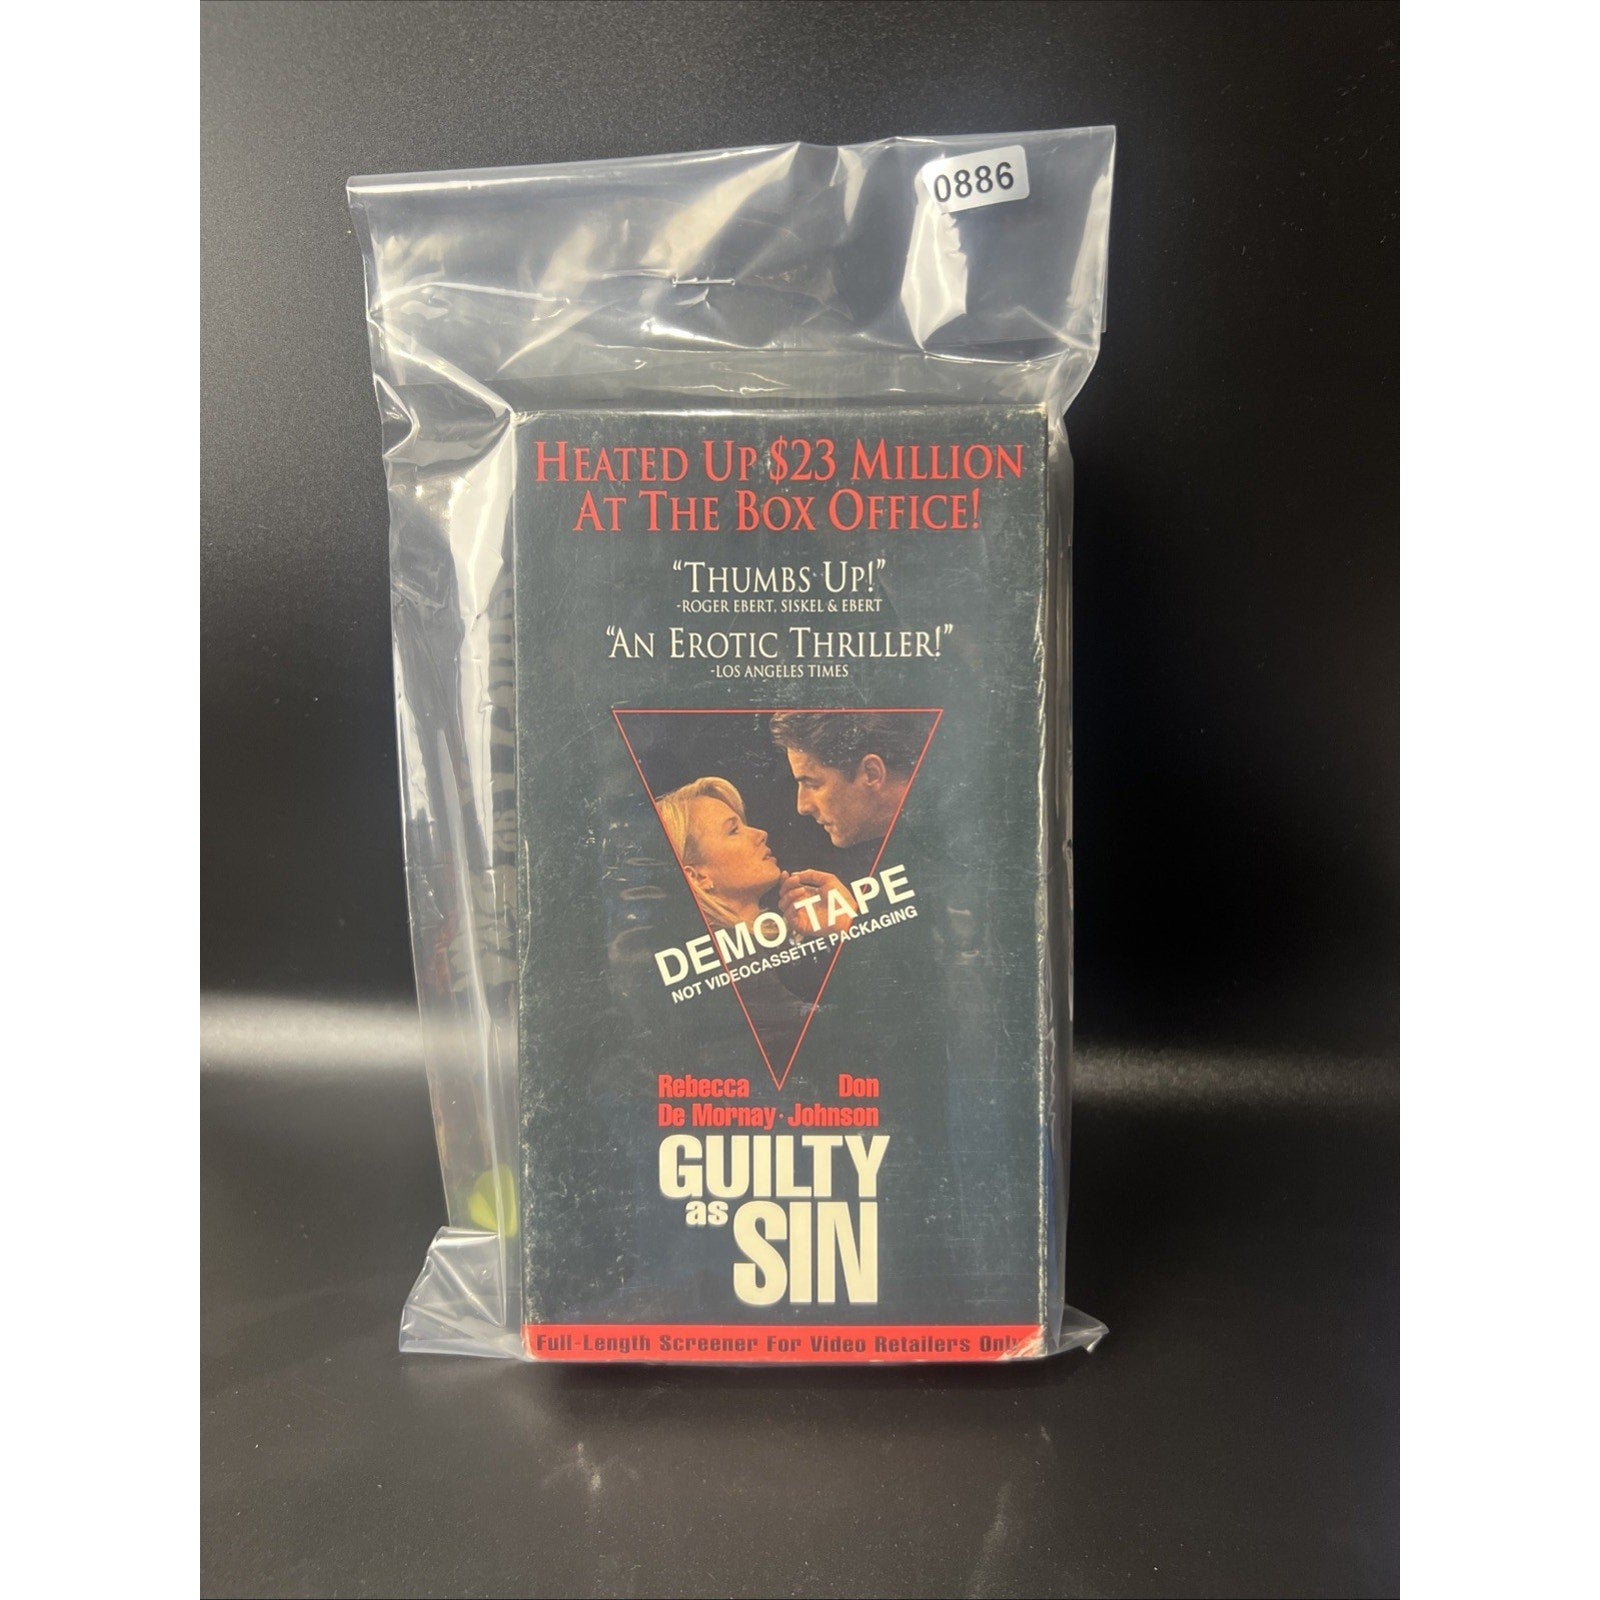 0886
HEATED UP $23 MILLION
AT THE BOX OFFICE!
"THUMBS UP!"
-ROGER EBERT, SISKEL & EBERT
"AN EROTIC THRILLER!"
-LOS ANGELES TIMES
DEMO TAPE
NOT VIDEOCASSETTE PACKAGING
Rebecca Don
De Mornay · Johnson
GUILTY
as SIN
Full-Length Screener For Video Retailers Only